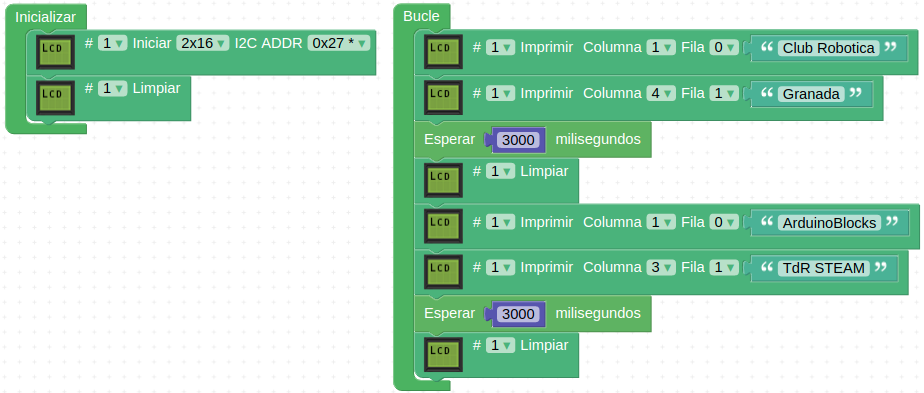 Inicializar
LCD # 1 ▼ Iniciar 2x16 ▼ I2C ADDR 0x27 * ▼
LCD # 1 ▼ Limpiar
Bucle
LCD # 1 ▼ Imprimir Columna 1 ▼ Fila 0 ▼ “ Club Robotica ”
LCD # 1 ▼ Imprimir Columna 4 ▼ Fila 1 ▼ “ Granada ”
Esperar 3000 milisegundos
LCD # 1 ▼ Limpiar
LCD # 1 ▼ Imprimir Columna 1 ▼ Fila 0 ▼ “ ArduinoBlocks ”
LCD # 1 ▼ Imprimir Columna 3 ▼ Fila 1 ▼ “ TdR STEAM ”
Esperar 3000 milisegundos
LCD # 1 ▼ Limpiar